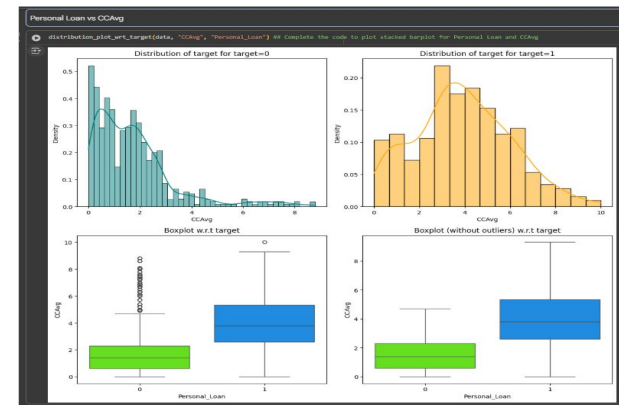 Personal Loan vs CCAvg
distribution_plot_wrt_target(data, "CCAvg", "Personal_Loan") ## Complete the code to plot stacked barplot for Personal Loan and CCAvg
Distribution of target for target=0
Distribution of target for target=1
0.5
0.4
0.3
0.2
0.1
0.0
Density
0 2 4 6 8
CCAvg
0.20
0.15
0.10
0.05
0.00
Density
0 2 4 6 8 10
CCAvg
Boxplot w.r.t target
Boxplot (without outliers) w.r.t target
10
8
6
4
2
0
CCAvg
0 1
Personal_Loan
8
6
4
2
0
CCAvg
0 1
Personal_Loan